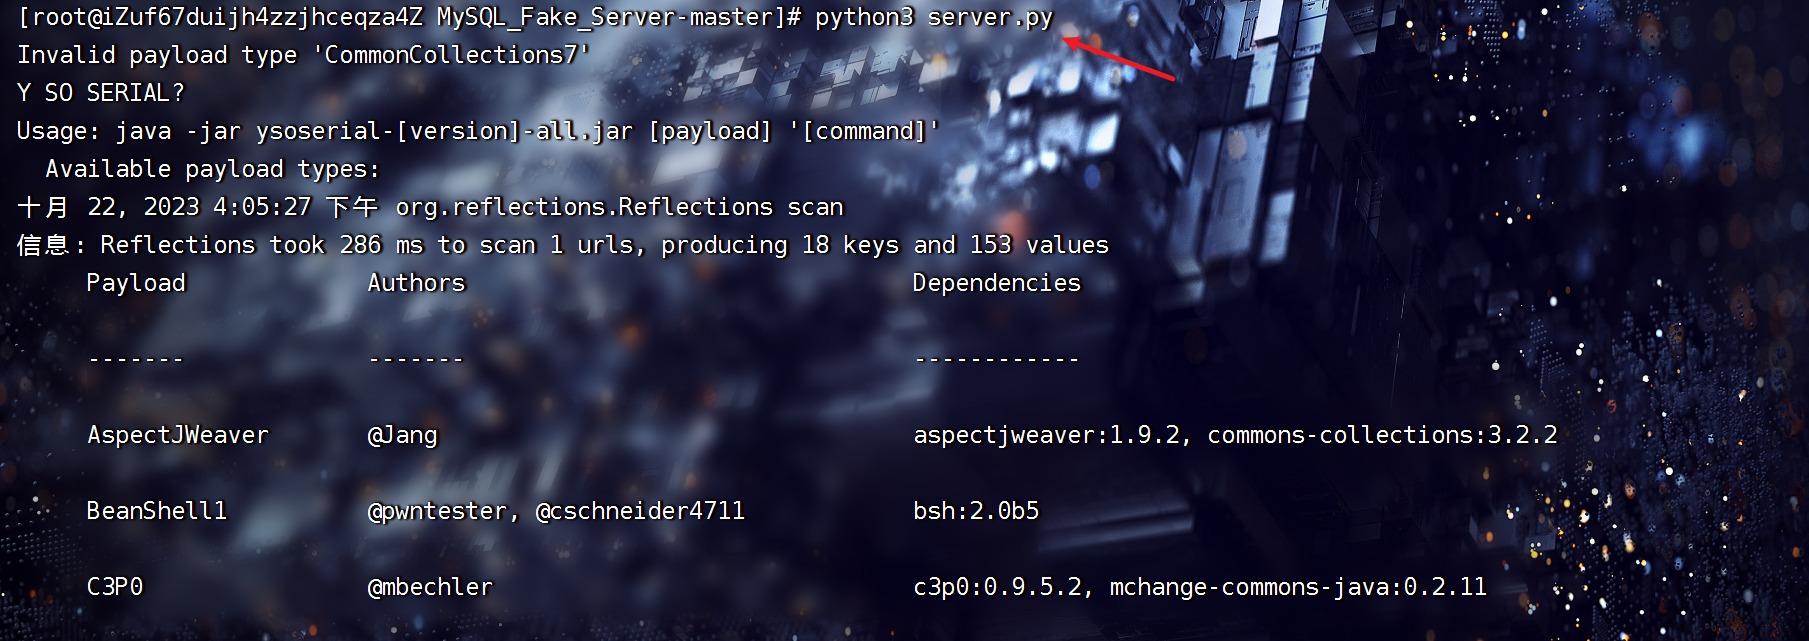 [root@iZuf67duijh4zzjhceqza4Z MySQL_Fake_Server-master]# python3 server.py
Invalid payload type 'CommonCollections7'
Y SO SERIAL?
Usage: java -jar ysoserial-[version]-all.jar [payload] '[command]'
  Available payload types:
十月 22, 2023 4:05:27 下午 org.reflections.Reflections scan
信息: Reflections took 286 ms to scan 1 urls, producing 18 keys and 153 values
     Payload             Authors                                Dependencies
     -------             -------                                ------------
     AspectJWeaver       @Jang                                  aspectjweaver:1.9.2, commons-collections:3.2.2
     BeanShell1          @pwntester, @cschneider4711            bsh:2.0b5
     C3P0                @mbechler                              c3p0:0.9.5.2, mchange-commons-java:0.2.11